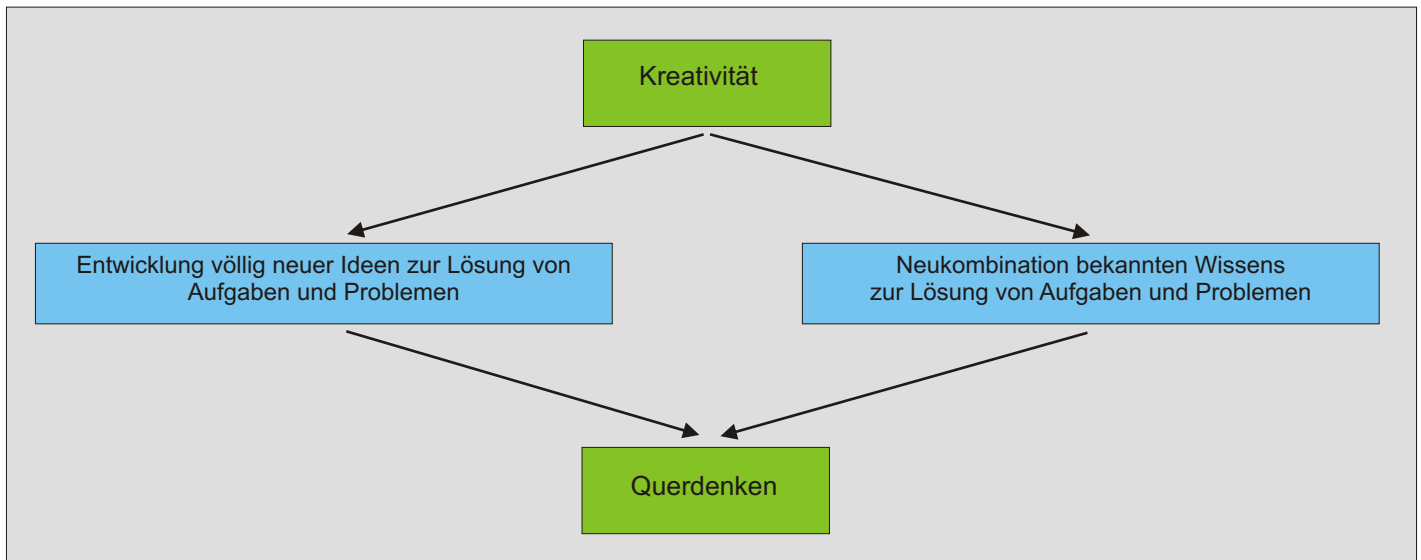 Kreativität
Entwicklung völlig neuer Ideen zur Lösung von
Aufgaben und Problemen
Neukombination bekannten Wissens
zur Lösung von Aufgaben und Problemen
Querdenken